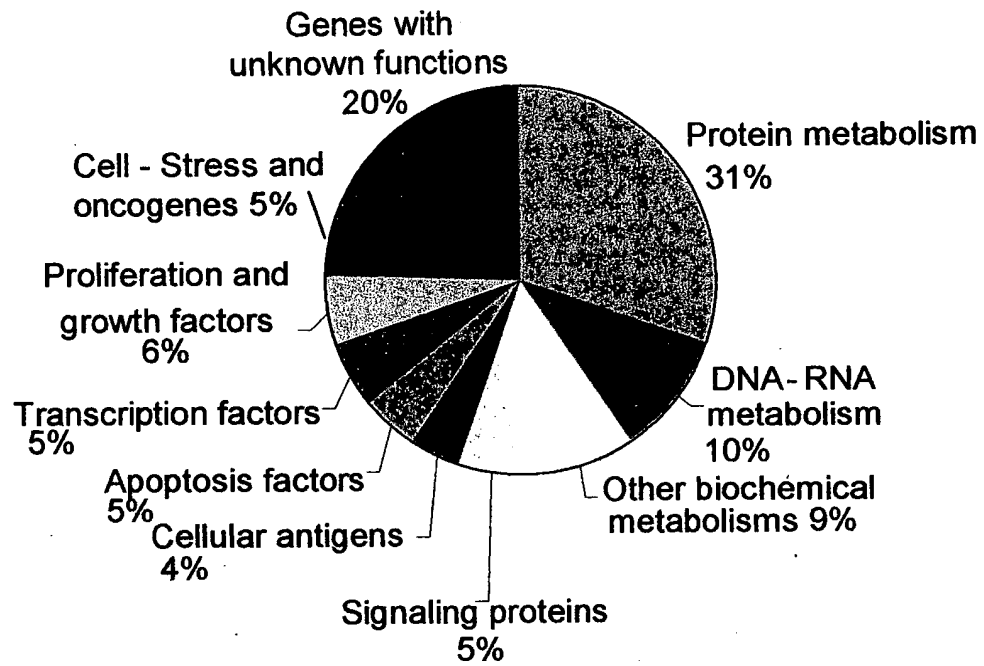 Genes with
unknown functions
20%
Protein metabolism
31%
Cell - Stress and
oncogenes 5%
Proliferation and
growth factors
6%
DNA-RNA
metabolism
10%
Transcription factors
5%
Apoptosis factors
5%
Other biochemical
metabolisms 9%
Cellular antigens
4%
Signaling proteins
5%